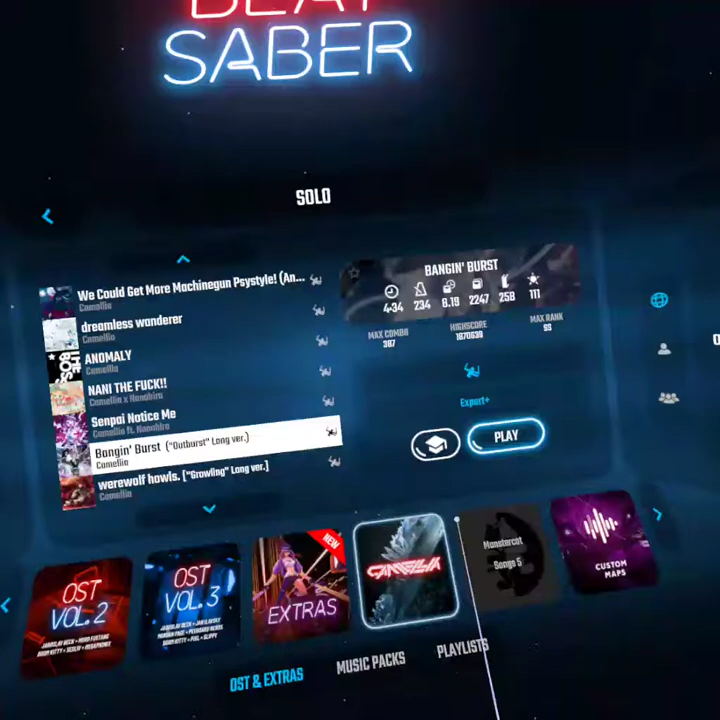 BEAT
SABER
SOLO
We Could Get More Machinegun Psystyle! (An...
Camellia
dreamless wanderer
Camellia
ANOMALY
Camellia
NANI THE FUCK!!
Camellia x Nanahira
Senpai Notice Me
Camellia ft. Nanahira
Bangin' Burst ("Outburst" Long ver.)
Camellia
werewolf howls. ["Growling" Long ver.]
Camellia
BANGIN' BURST
4:34 234 8.19 2247 258 111
MAX COMBO
387
HIGHSCORE
1870639
MAX RANK
SS
Expert+
PLAY
OST
VOL.2
OST
VOL.3
NEW
EXTRAS
CAMELLIA
Monstercat
Songs 5
CUSTOM
MAPS
OST & EXTRAS
MUSIC PACKS
PLAYLISTS